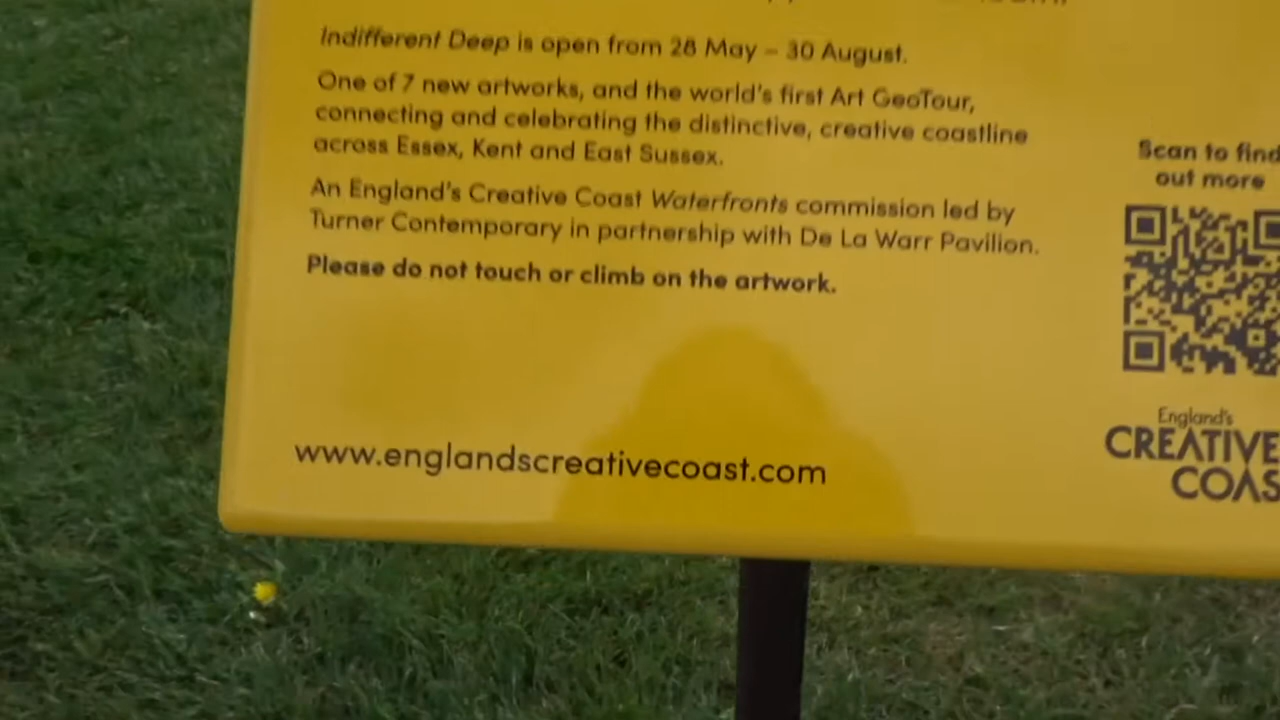 Indifferent Deep is open from 28 May – 30 August.
One of 7 new artworks, and the world's first Art GeoTour,
connecting and celebrating the distinctive, creative coastline
across Essex, Kent and East Sussex.
An England's Creative Coast Waterfronts commission led by
Turner Contemporary in partnership with De La Warr Pavilion.
Please do not touch or climb on the artwork.
www.englandscreativecoast.com
Scan to find
out more
England's
CREATIVE
COAS